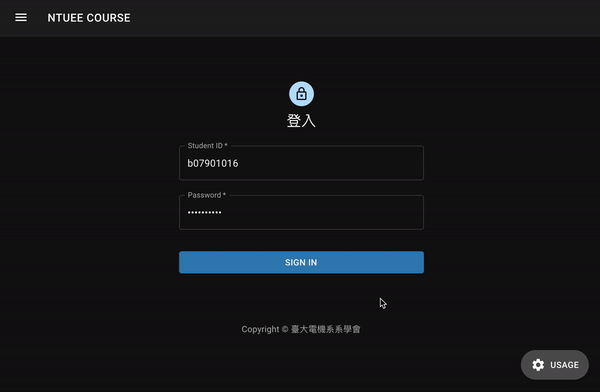 NTUEE COURSE
登入
Student ID *
b07901016
Password *
••••••••••
SIGN IN
Copyright © 臺大電機系系學會
USAGE